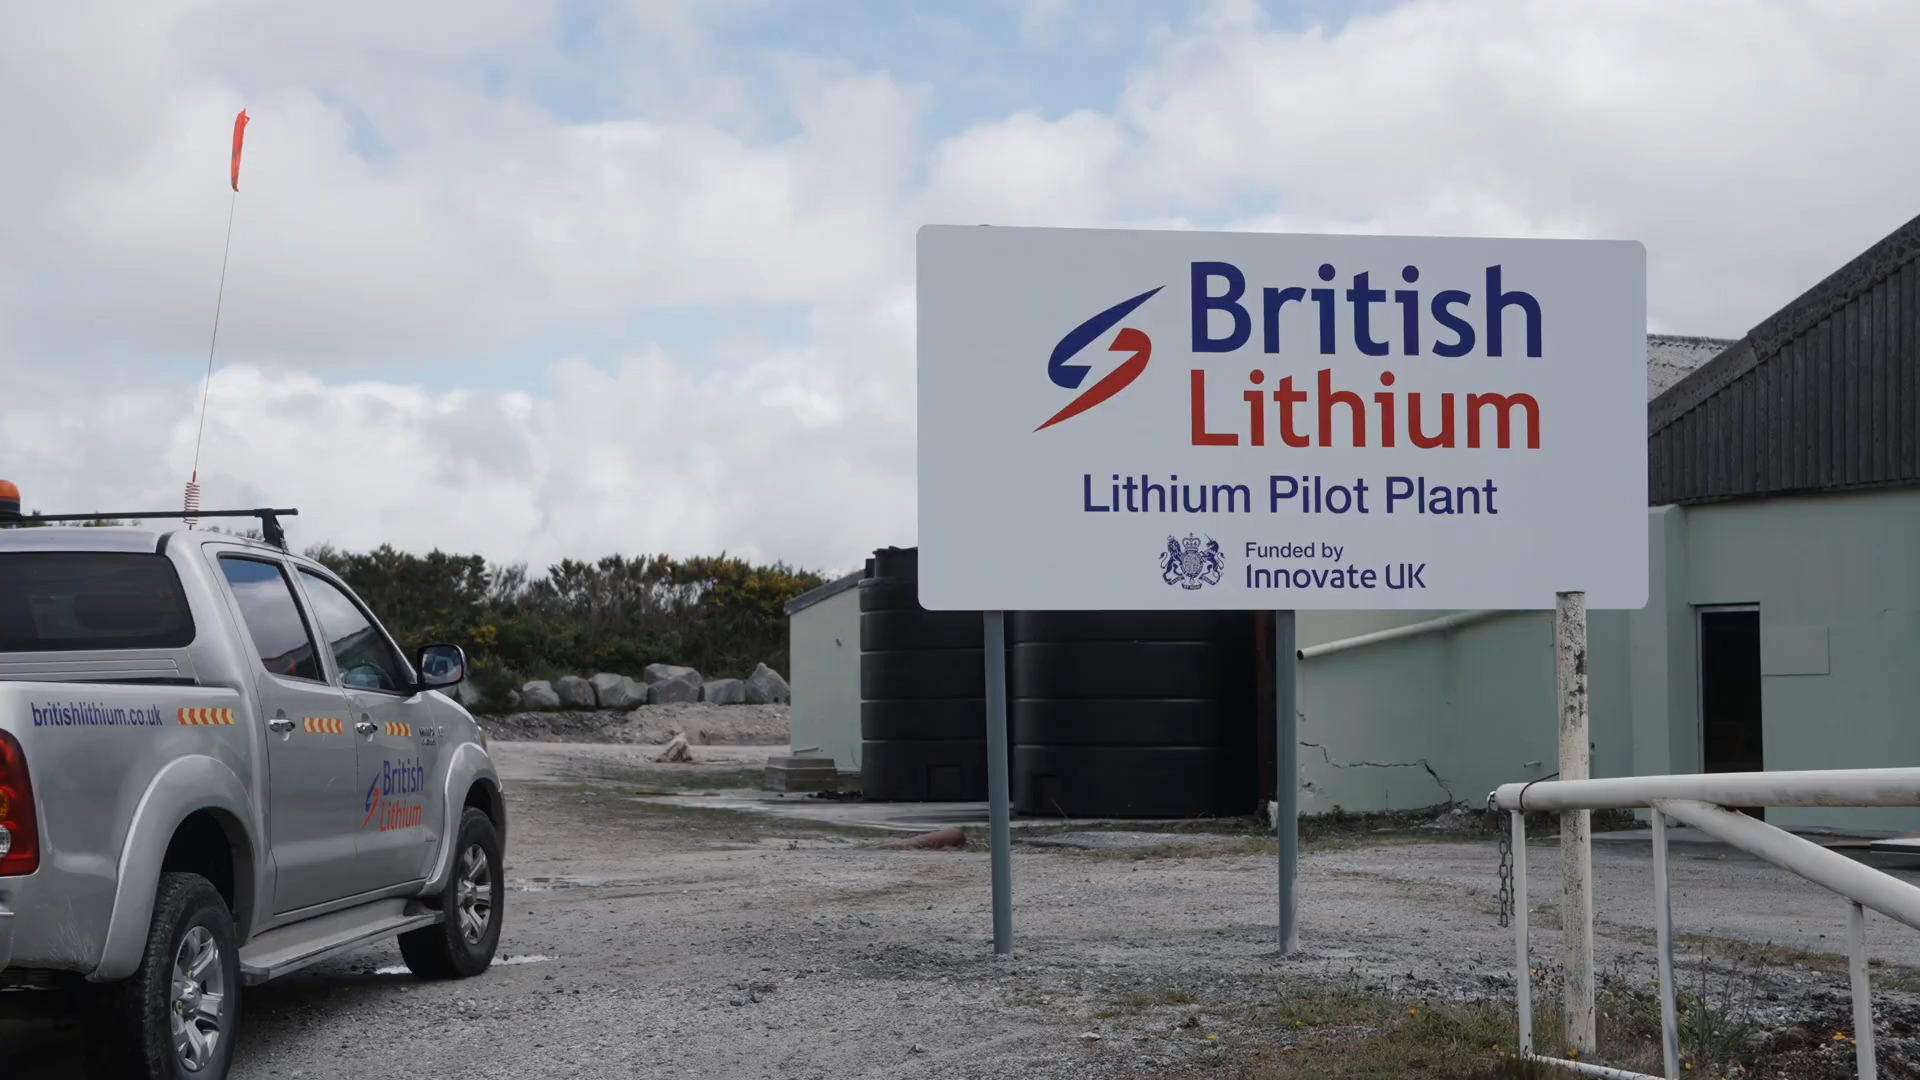 British
Lithium
Lithium Pilot Plant
Funded by
Innovate UK
britishlithium.co.uk
British
Lithium